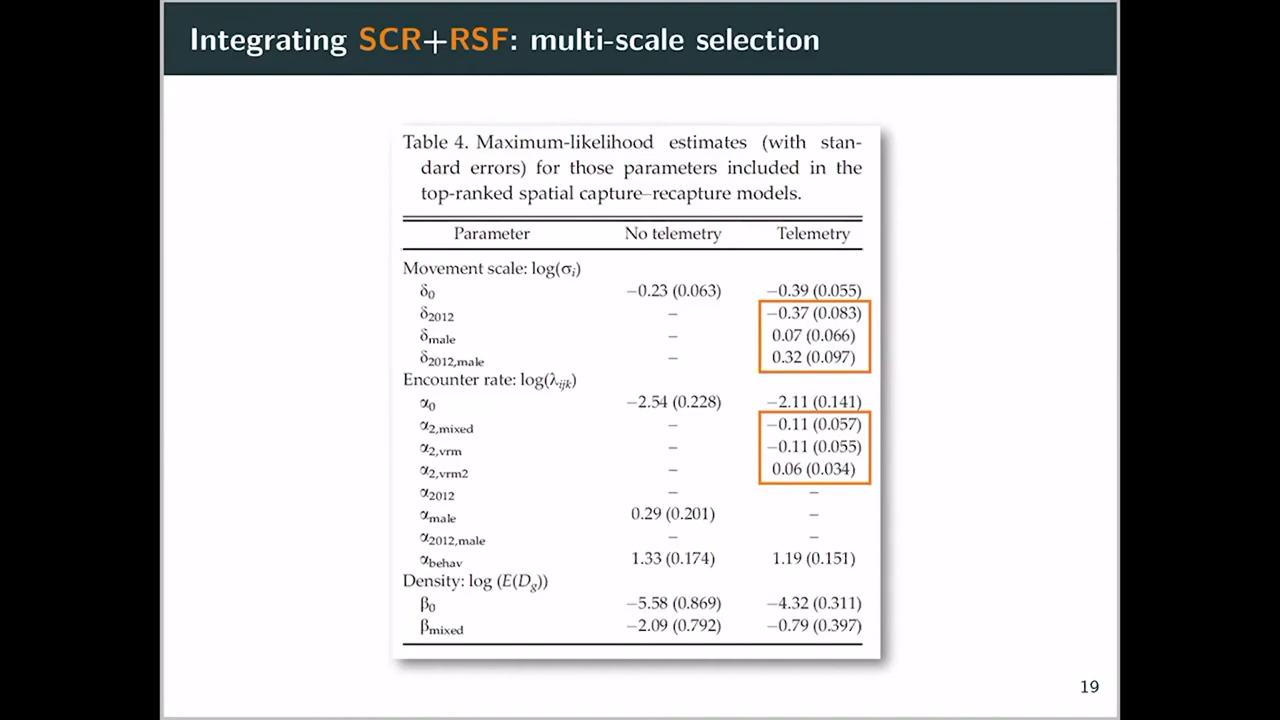 Integrating SCR+RSF: multi-scale selection
Table 4. Maximum-likelihood estimates (with stan-
dard errors) for those parameters included in the
top-ranked spatial capture–recapture models.
Parameter No telemetry Telemetry
Movement scale: log(σi)
δ0 −0.23 (0.063) −0.39 (0.055)
δ2012 – −0.37 (0.083)
δmale – 0.07 (0.066)
δ2012,male – 0.32 (0.097)
Encounter rate: log(λijk)
α0 −2.54 (0.228) −2.11 (0.141)
α2,mixed – −0.11 (0.057)
α2,vrm – −0.11 (0.055)
α2,vrm2 – 0.06 (0.034)
α2012 – –
αmale 0.29 (0.201) –
α2012,male – –
αbehav 1.33 (0.174) 1.19 (0.151)
Density: log (E(Dg))
β0 −5.58 (0.869) −4.32 (0.311)
βmixed −2.09 (0.792) −0.79 (0.397)
19